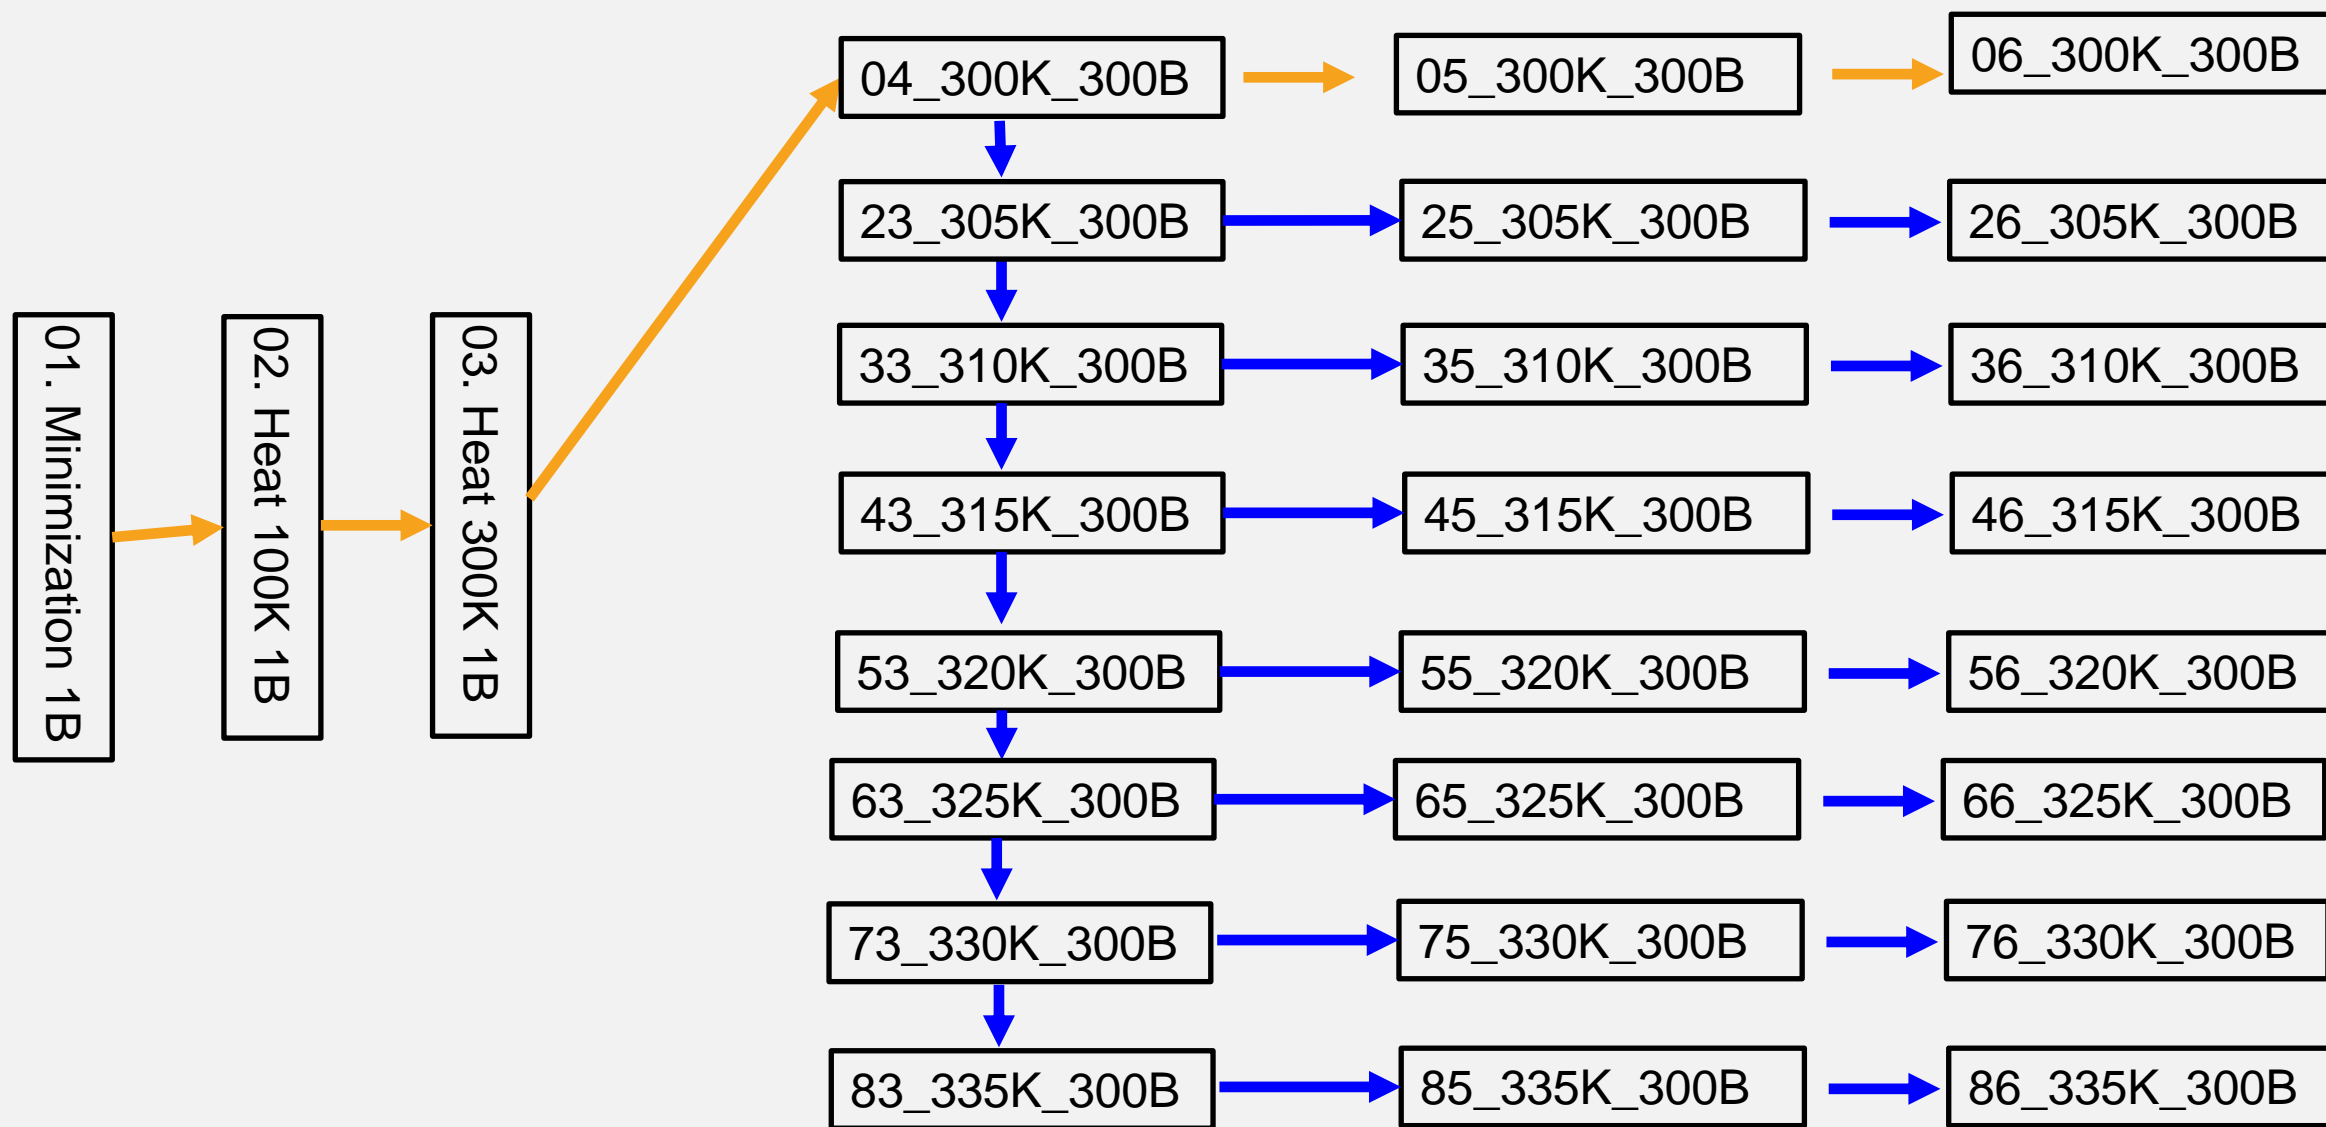 01. Minimization 1B
02. Heat 100K 1B
03. Heat 300K 1B
04_300K_300B
05_300K_300B
06_300K_300B
23_305K_300B
25_305K_300B
26_305K_300B
33_310K_300B
35_310K_300B
36_310K_300B
43_315K_300B
45_315K_300B
46_315K_300B
53_320K_300B
55_320K_300B
56_320K_300B
63_325K_300B
65_325K_300B
66_325K_300B
73_330K_300B
75_330K_300B
76_330K_300B
83_335K_300B
85_335K_300B
86_335K_300B